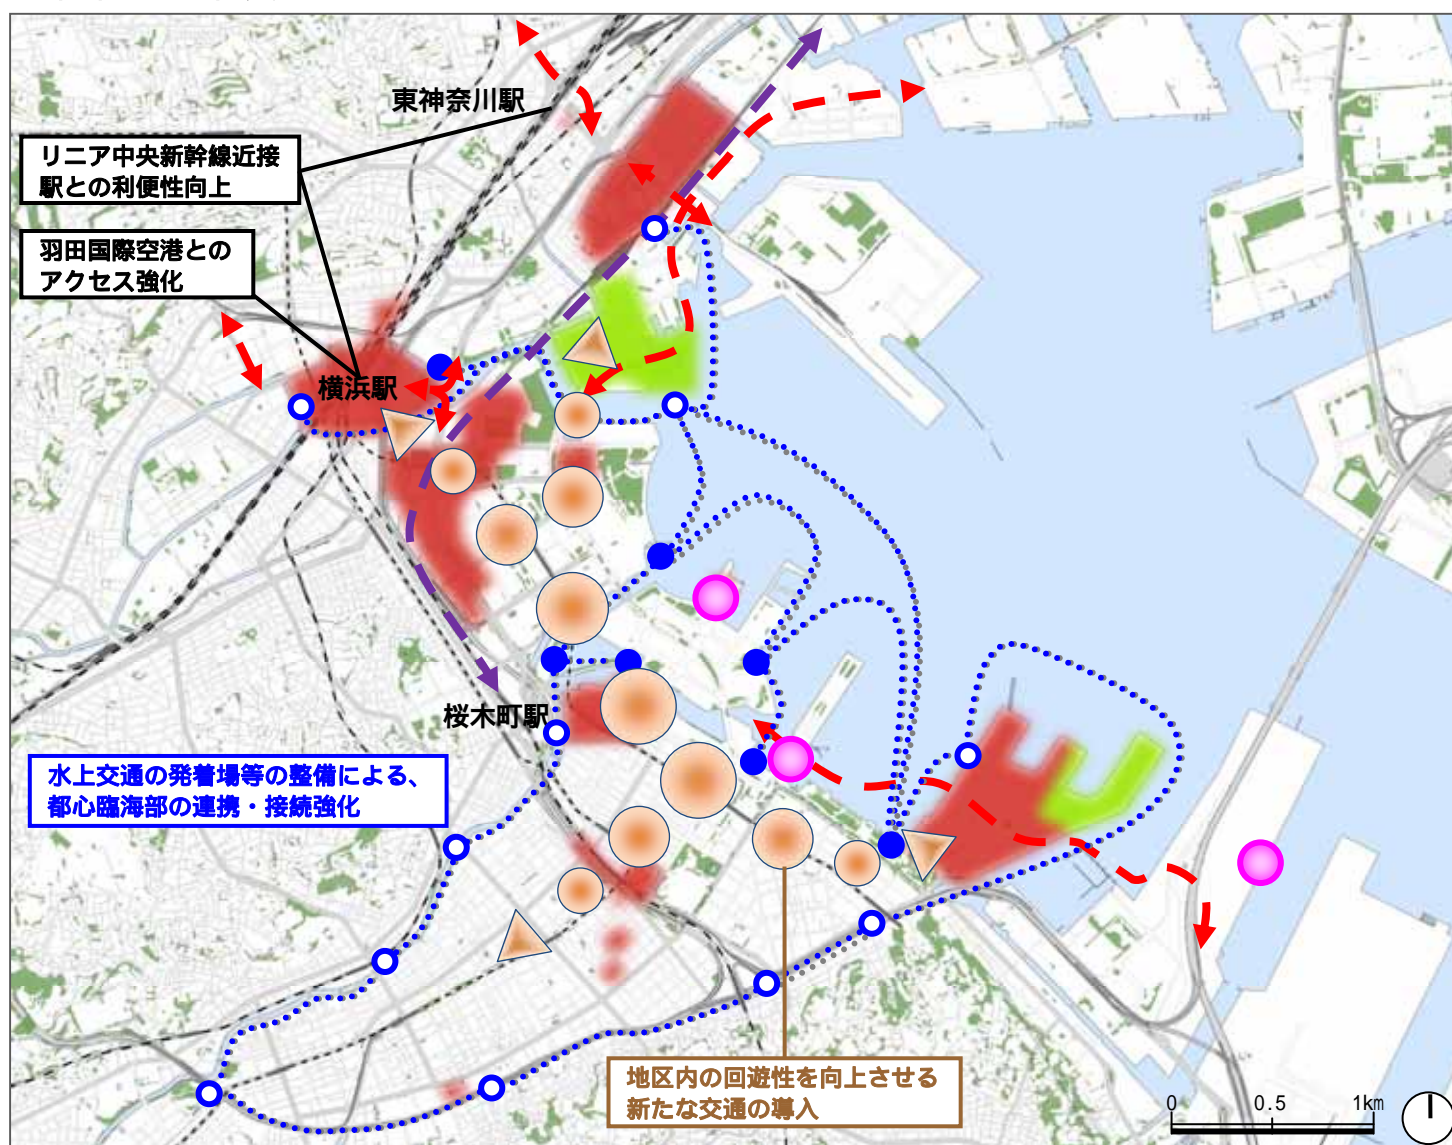 東神奈川駅
リニア中央新幹線近接
駅との利便性向上
羽田国際空港との
アクセス強化
横浜駅
桜木町駅
水上交通の発着場等の整備による、
都心臨海部の連携・接続強化
地区内の回遊性を向上させる
新たな交通の導入
0 0.5 1km